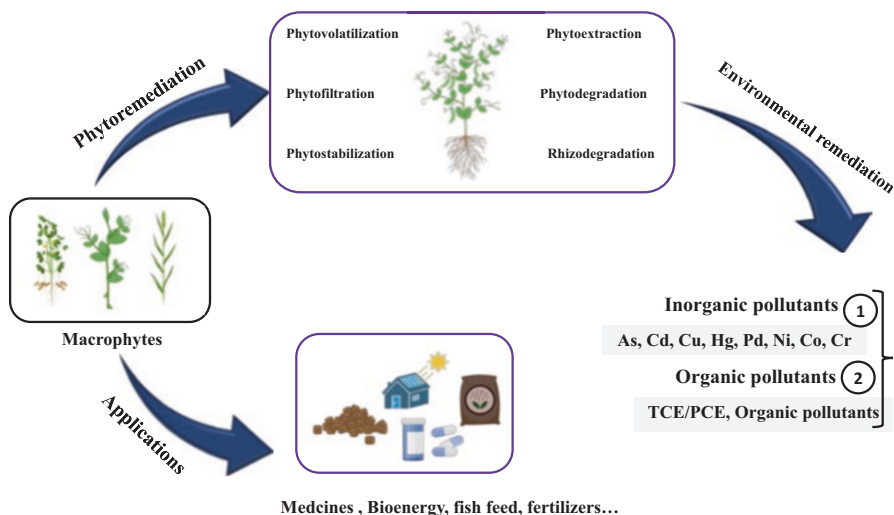 Phytoremediation
Phytovolatilization
Phytoextraction
Phytofiltration
Phytodegradation
Phytostabilization
Rhizodegradation
Environmental remediation
Macrophytes
Applications
Inorganic pollutants 1
As, Cd, Cu, Hg, Pd, Ni, Co, Cr
Organic pollutants 2
TCE/PCE, Organic pollutants
Medcines , Bioenergy, fish feed, fertilizers…